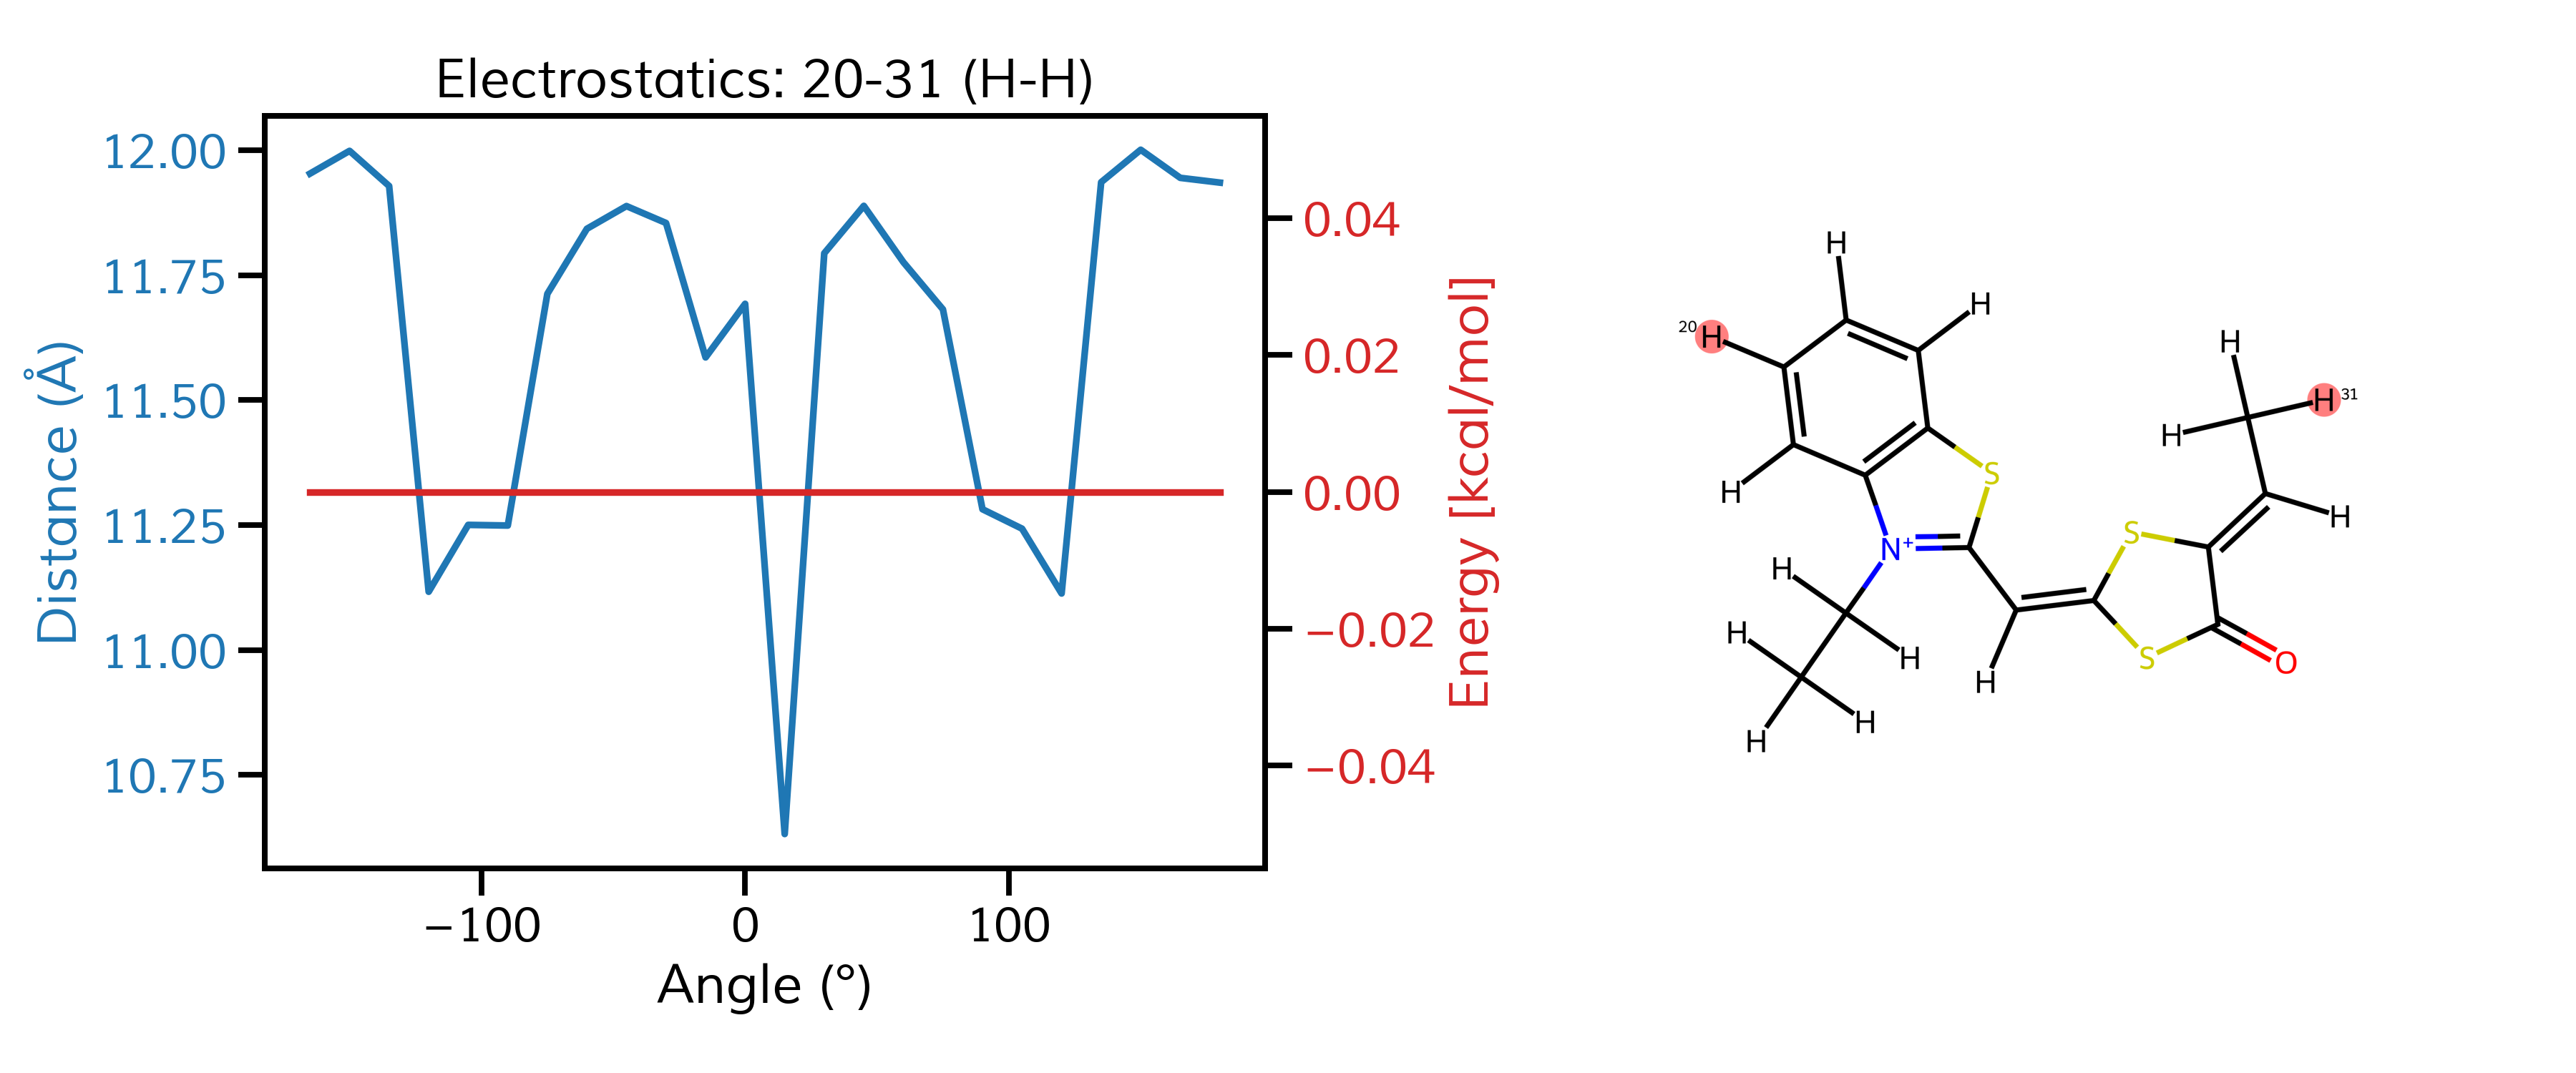 Electrostatics: 20-31 (H-H)
12.00
11.75
11.50
11.25
11.00
10.75
Distance (Å)
0.04
0.02
0.00
−0.02
−0.04
Energy [kcal/mol]
−100
0
100
Angle (°)
H
H
20
H
H
S
N+
H
H
H
H
H
H
H
31
H
H
H
S
S
O